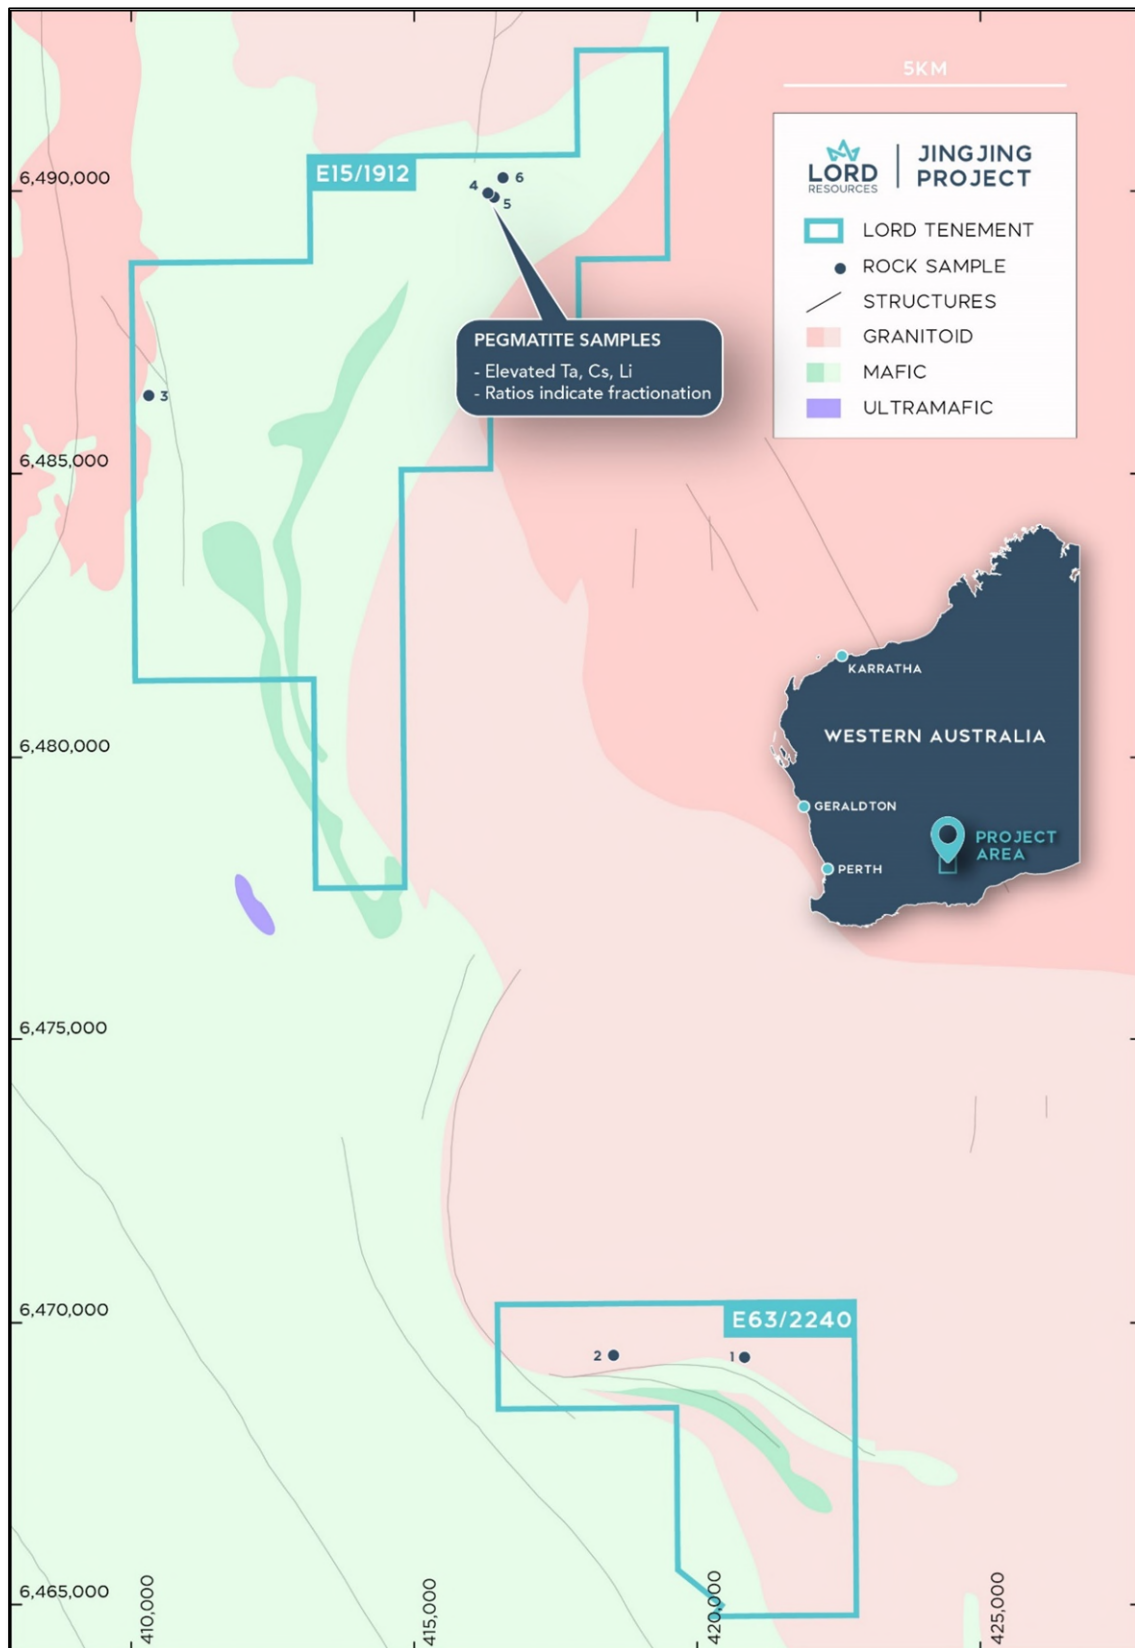 5KM
LORD
RESOURCES
JINGJING
PROJECT
LORD TENEMENT
ROCK SAMPLE
STRUCTURES
GRANITOID
MAFIC
ULTRAMAFIC
E15/1912
6,490,000
4
6
5
PEGMATITE SAMPLES
- Elevated Ta, Cs, Li
- Ratios indicate fractionation
3
6,485,000
KARRATHA
WESTERN AUSTRALIA
6,480,000
GERALDTON
PROJECT
AREA
PERTH
6,475,000
6,470,000
E63/2240
2
1
6,465,000
410,000
415,000
420,000
425,000